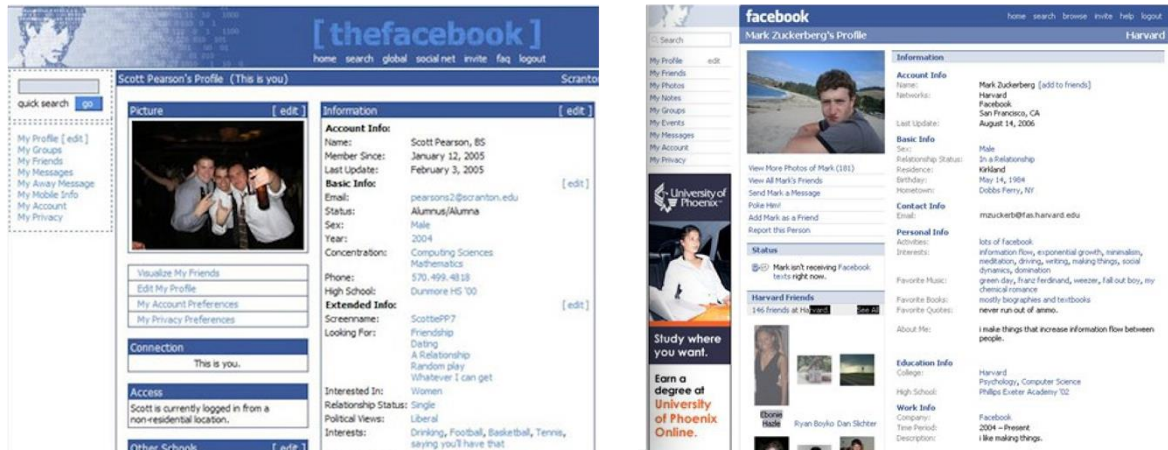 [ thefacebook ]
home search global social net invite faq logout
Scott Pearson's Profile (This is you)
Scranton
quick search go
My Profile [ edit ]
My Groups
My Friends
My Messages
My Away Message
My Mobile Info
My Account
My Privacy
Picture [ edit ]
Visualize My Friends
Edit My Profile
My Account Preferences
My Privacy Preferences
Connection
This is you.
Access
Scott is currently logged in from a
non-residential location.
Other Schools [ edit ]
Information [ edit ]
Account Info:
Name: Scott Pearson, BS
Member Since: January 12, 2005
Last Update: February 3, 2005
Basic Info: [ edit ]
Email: pearsons2@scranton.edu
Status: Alumnus/Alumna
Sex: Male
Year: 2004
Concentration: Computing Sciences
Mathematics
Phone: 570.499.4818
High School: Dunmore HS '00
Extended Info: [ edit ]
Screenname: ScottePP7
Looking For: Friendship
Dating
A Relationship
Random play
Whatever I can get
Interested In: Women
Relationship Status: Single
Political Views: Liberal
Interests: Drinking, Football, Basketball, Tennis,
saying you'll have that
facebook
home search browse invite help logout
Mark Zuckerberg's Profile
Harvard
Search
My Profile edit
My Friends
My Photos
My Notes
My Groups
My Events
My Messages
My Account
My Privacy
University of
Phoenix
Study where
you want.
Earn a
degree at
University
of Phoenix
Online.
View More Photos of Mark (181)
View All Mark's Friends
Send Mark a Message
Poke Him!
Add Mark as a Friend
Report this Person
Status
Mark isn't receiving Facebook
texts right now.
Harvard Friends
146 friends at Harvard. See All
Ebonie
Hazle
Ryan Boyko
Dan Slichter
Information
Account Info
Name: Mark Zuckerberg [add to friends]
Networks: Harvard
Facebook
San Francisco, CA
Last Update: August 14, 2006
Basic Info
Sex: Male
Relationship Status: In a Relationship
Residence: Kirkland
Birthday: May 14, 1984
Hometown: Dobbs Ferry, NY
Contact Info
Email: mzuckerb@fas.harvard.edu
Personal Info
Activities: lots of facebook
Interests: information flow, exponential growth, minimalism,
meditation, driving, writing, making things, social
dynamics, domination
Favorite Music: green day, franz ferdinand, weezer, fall out boy, my
chemical romance
Favorite Books: mostly biographies and textbooks
Favorite Quotes: never run out of ammo.
About Me: i make things that increase information flow between
people.
Education Info
College: Harvard
Psychology, Computer Science
High School: Phillips Exeter Academy '02
Work Info
Company: Facebook
Time Period: 2004 – Present
Description: i like making things.